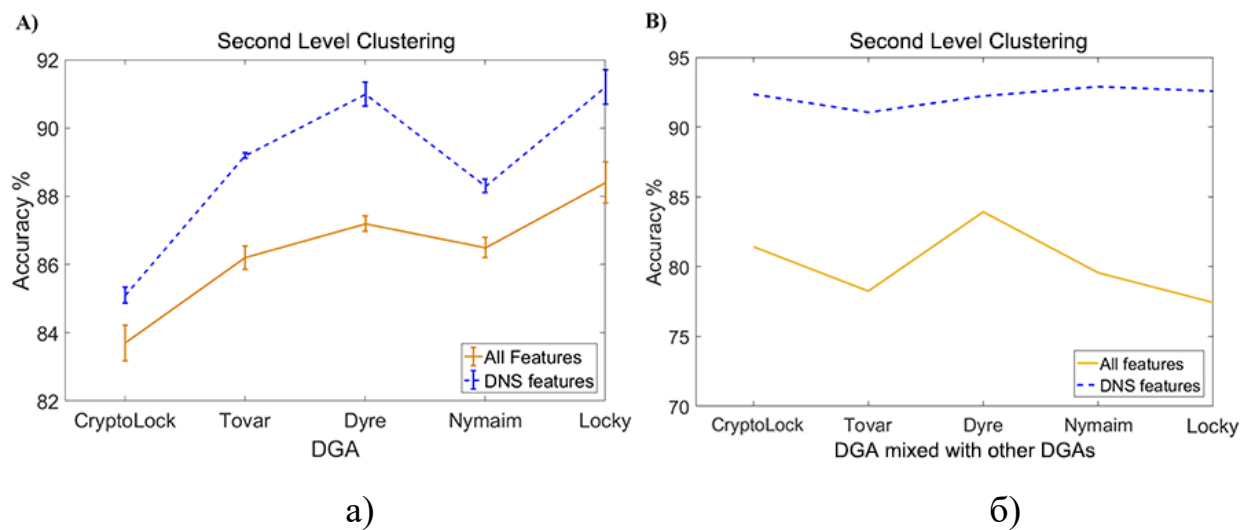 A)
Second Level Clustering
92
90
88
86
84
82
Accuracy %
All Features
DNS features
CryptoLock Tovar Dyre Nymaim Locky
DGA
B)
Second Level Clustering
95
90
85
80
75
70
Accuracy %
All features
DNS features
CryptoLock Tovar Dyre Nymaim Locky
DGA mixed with other DGAs
а)
б)